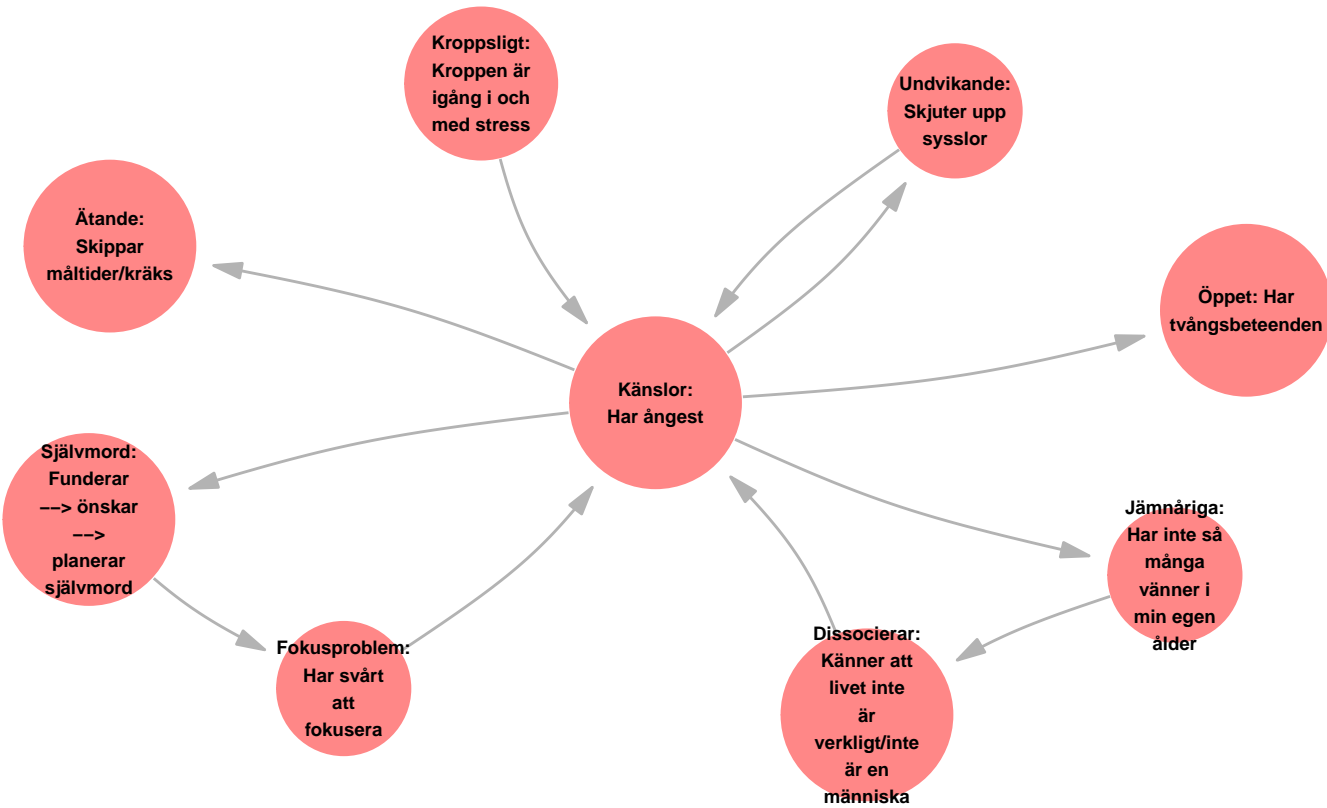 Kroppsligt:
Kroppen är
igång i och
med stress
Undvikande:
Skjuter upp
sysslor
Ätande:
Skippar
måltider/kräks
Öppet: Har
tvångsbeteenden
Känslor:
Har ångest
Självmord:
Funderar
--> önskar
-->
planerar
självmord
Jämnåriga:
Har inte så
många
vänner i
min egen
ålder
Fokusproblem:
Har svårt
att
fokusera
Dissocierar:
Känner att
livet inte
är
verkligt/inte
är en
människa